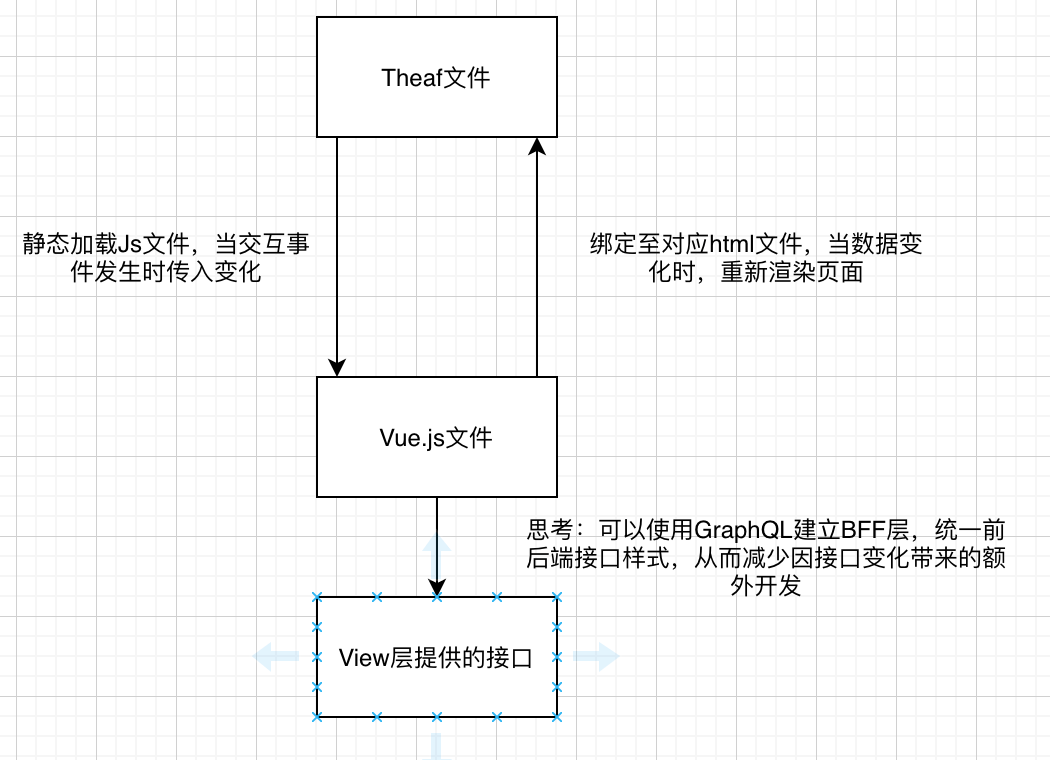 Theaf文件
静态加载Js文件，当交互事
件发生时传入变化
绑定至对应html文件，当数据变
化时，重新渲染页面
Vue.js文件
思考：可以使用GraphQL建立BFF层，统一前
后端接口样式，从而减少因接口变化带来的额
外开发
View层提供的接口